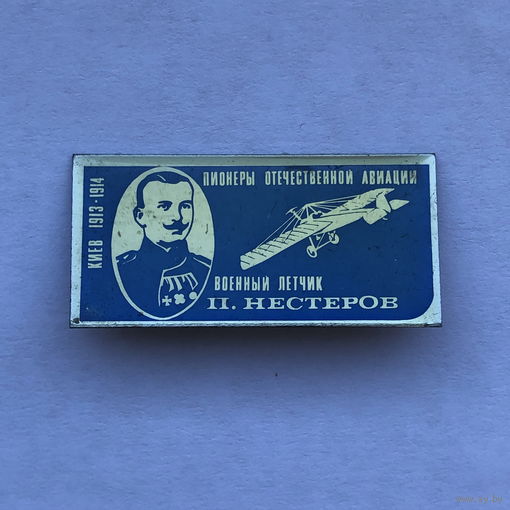 КИЕВ 1913-1914
ПИОНЕРЫ ОТЕЧЕСТВЕННОЙ АВИАЦИИ
ВОЕННЫЙ ЛЕТЧИК
П. НЕСТЕРОВ